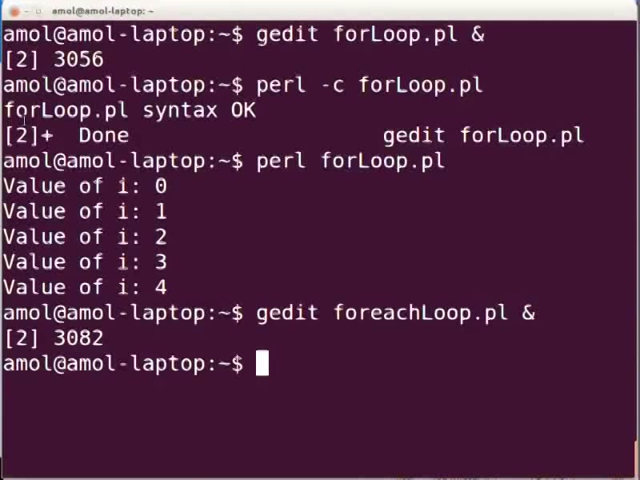 amol@amol-laptop: ~
amol@amol-laptop:~$ gedit forLoop.pl &
[2] 3056
amol@amol-laptop:~$ perl -c forLoop.pl
forLoop.pl syntax OK
[2]+  Done                    gedit forLoop.pl
amol@amol-laptop:~$ perl forLoop.pl
Value of i: 0
Value of i: 1
Value of i: 2
Value of i: 3
Value of i: 4
amol@amol-laptop:~$ gedit foreachLoop.pl &
[2] 3082
amol@amol-laptop:~$